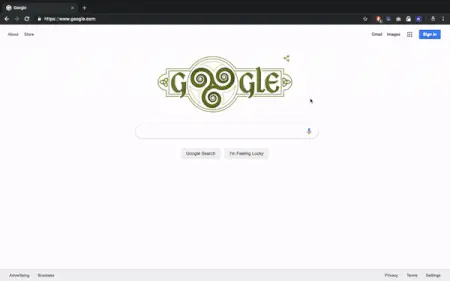 Google
https://www.google.com
About Store Gmail Images Sign in
GOOGLE
Google Search I'm Feeling Lucky
Advertising Business Privacy Terms Settings